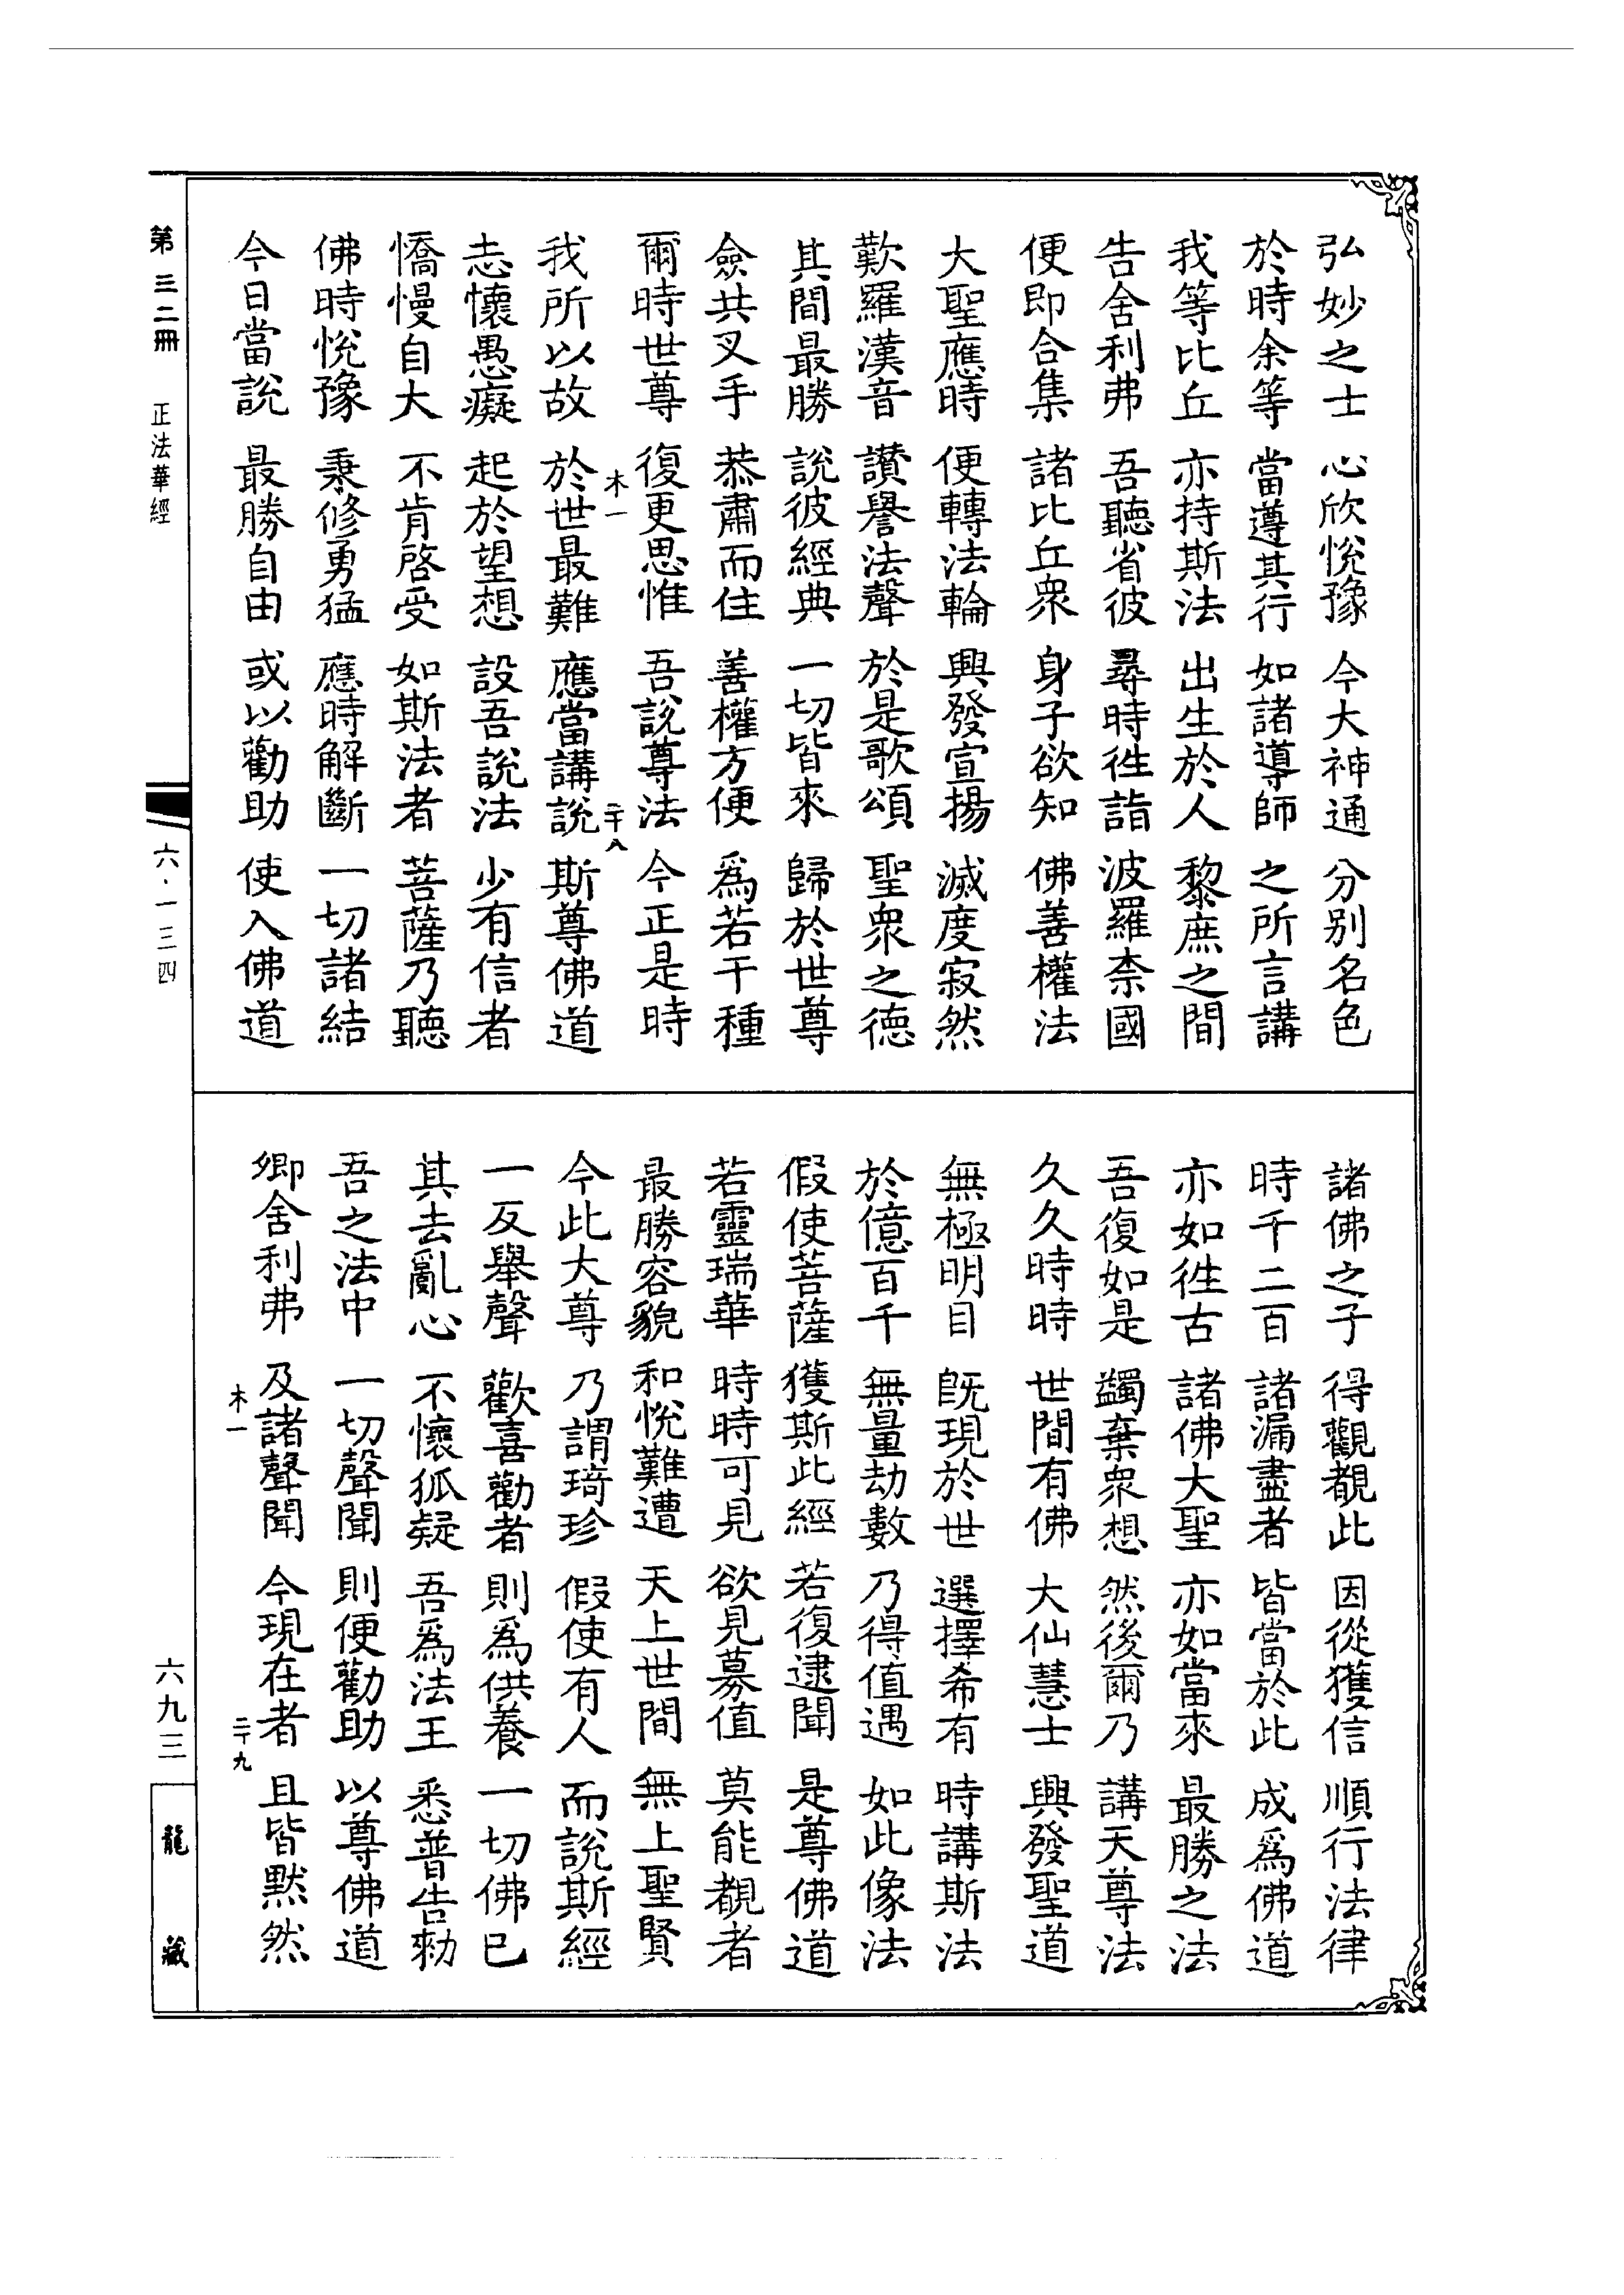 弘妙之士 心欣悅豫 今大神通 分別名色
於時余等 當遵其行 如諸導師 之所言講
我等比丘 亦持斯法 出生於人 黎庶之間
告舍利弗 吾聽省彼 尋時徃詣 波羅柰國
便即合集 諸比丘眾 身子欲知 佛善權法
大聖應時 便轉法輪 興發宣揚 滅度寂然
歎羅漢音 讚譽法聲 於是歌頌 聖眾之德
其間最勝 說彼經典 一切皆來 歸於世尊
僉共叉手 恭肅而住 善權方便 為若干種
爾時世尊 復更思惟 吾說尊法 今正是時
木一 二十八
我所以故 於世最難 應當講說 斯尊佛道
志懷愚癡 起於望想 設吾說法 少有信者
憍慢自大 不肯啓受 如斯法者 菩薩乃聽
佛時悅豫 秉修勇猛 應時解斷 一切諸結
今日當說 最勝自由 或以勸助 使入佛道
諸佛之子 得觀覩此 因從獲信 順行法律
時千二百 諸漏盡者 皆當於此 成為佛道
亦如徃古 諸佛大聖 亦如當來 最勝之法
吾復如是 蠲棄眾想 然後爾乃 講天尊法
久久時時 世間有佛 大仙慧士 興發聖道
無極明目 既現於世 選擇希有 時講斯法
於億百千 無量劫數 乃得值遇 如此像法
假使菩薩 獲斯此經 若復逮聞 是尊佛道
若靈瑞華 時時可見 欲見慕值 莫能覩者
最勝容貌 和悅難遭 天上世間 無上聖賢
今此大尊 乃謂琦珍 假使有人 而說斯經
一反舉聲 歡喜勸者 則為供養 一切佛已
其去亂心 不懷狐疑 吾為法王 悉普告勑
吾之法中 一切聲聞 則便勸助 以尊佛道
卿舍利弗 及諸聲聞 今現在者 且皆默然
木一 二十九
第三二冊 正法華經 六·一三四 六九三
龍藏